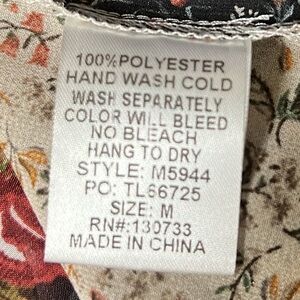 100%POLYESTER
HAND WASH COLD
WASH SEPARATELY
COLOR WILL BLEED
NO BLEACH
HANG TO DRY
STYLE: M5944
PO: TL66725
SIZE: M
RN#:130733
MADE IN CHINA